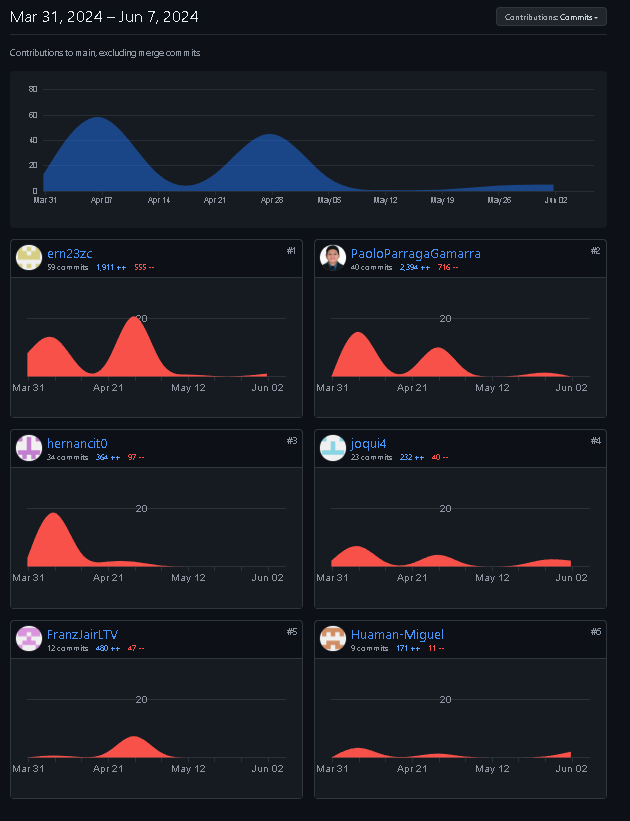 Mar 31, 2024 – Jun 7, 2024
Contributions: Commits
Contributions to main, excluding merge commits
80
60
40
20
0
Mar 31 Apr 07 Apr 14 Apr 21 Apr 28 May 05 May 12 May 19 May 26 Jun 02
ern23zc #1
59 commits 1,911 ++ 555 --
20
Mar 31 Apr 21 May 12 Jun 02
PaoloParragaGamarra #2
40 commits 2,394 ++ 716 --
20
Mar 31 Apr 21 May 12 Jun 02
hernancit0 #3
34 commits 364 ++ 97 --
20
Mar 31 Apr 21 May 12 Jun 02
joqui4 #4
23 commits 232 ++ 40 --
20
Mar 31 Apr 21 May 12 Jun 02
FranzJairLTV #5
12 commits 480 ++ 47 --
20
Mar 31 Apr 21 May 12 Jun 02
Huaman-Miguel #6
9 commits 171 ++ 11 --
20
Mar 31 Apr 21 May 12 Jun 02